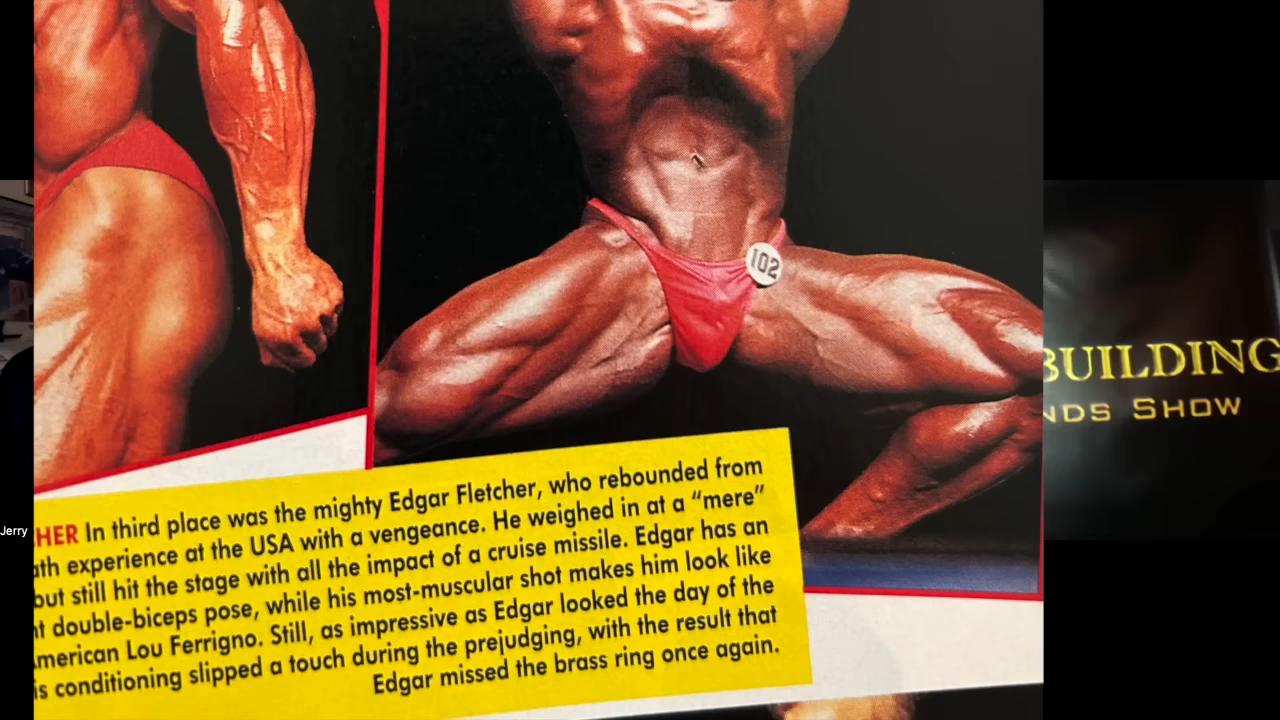 102
BUILDING
NDS SHOW
Jerry
HER In third place was the mighty Edgar Fletcher, who rebounded from
ath experience at the USA with a vengeance. He weighed in at a “mere”
but still hit the stage with all the impact of a cruise missile. Edgar has an
t double-biceps pose, while his most-muscular shot makes him look like
merican Lou Ferrigno. Still, as impressive as Edgar looked the day of the
is conditioning slipped a touch during the prejudging, with the result that
Edgar missed the brass ring once again.